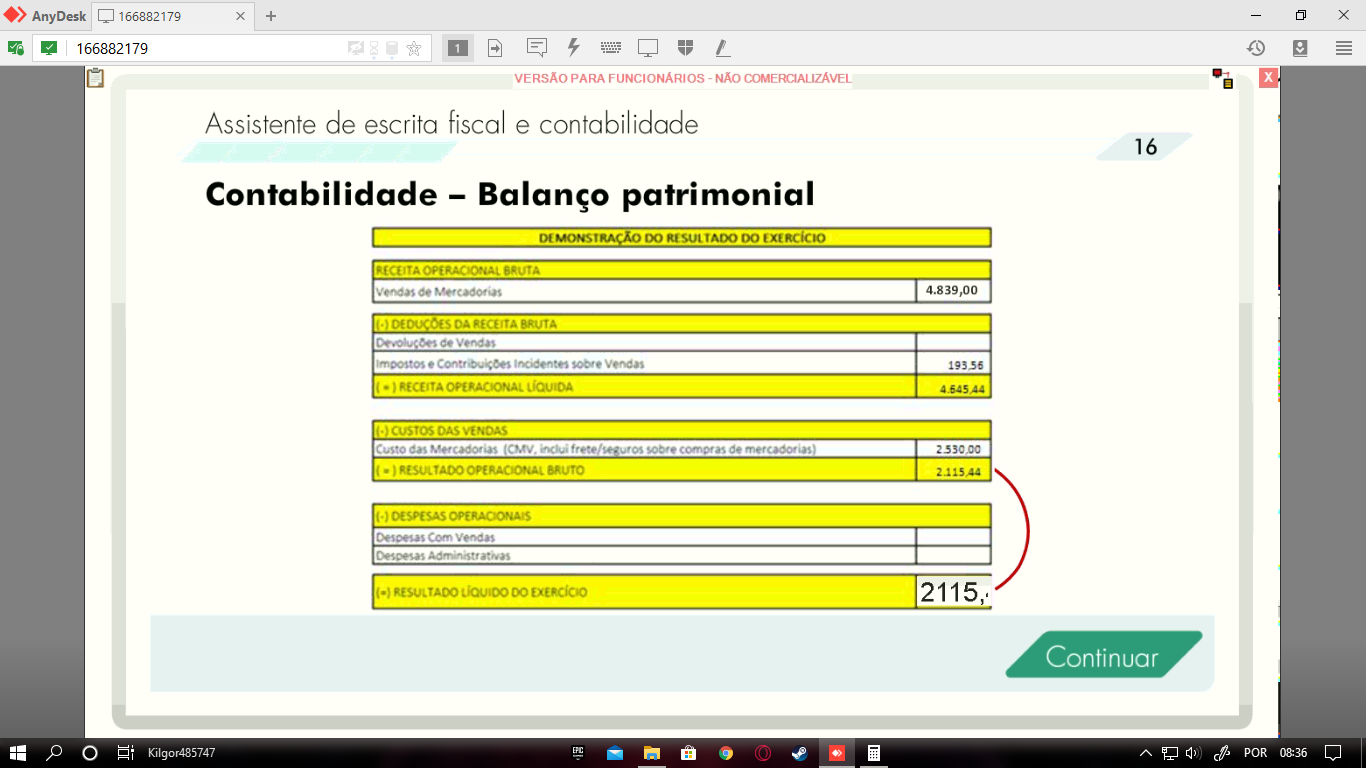 AnyDesk
166882179
166882179
1
VERSÃO PARA FUNCIONÁRIOS - NÃO COMERCIALIZÁVEL
X
Assistente de escrita fiscal e contabilidade
16
Contabilidade – Balanço patrimonial
DEMONSTRAÇÃO DO RESULTADO DO EXERCÍCIO
RECEITA OPERACIONAL BRUTA
Vendas de Mercadorias 4.839,00
(-) DEDUÇÕES DA RECEITA BRUTA
Devoluções de Vendas
Impostos e Contribuições Incidentes sobre Vendas 193,56
( = ) RECEITA OPERACIONAL LÍQUIDA 4.645,44
(-) CUSTOS DAS VENDAS
Custo das Mercadorias (CMV, inclui frete/seguros sobre compras de mercadorias) 2.530,00
( = ) RESULTADO OPERACIONAL BRUTO 2.115,44
(-) DESPESAS OPERACIONAIS
Despesas Com Vendas
Despesas Administrativas
(=) RESULTADO LÍQUIDO DO EXERCÍCIO 2115,
Continuar
Kilgor485747
EPIC
POR 08:36